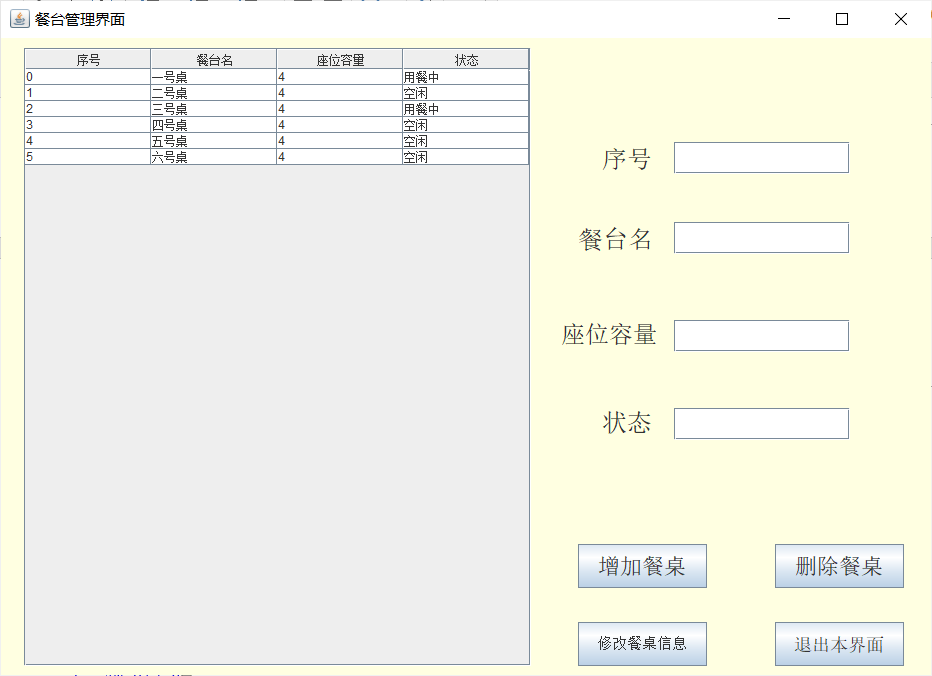 餐台管理界面
序号 餐台名 座位容量 状态
0 一号桌 4 用餐中
1 二号桌 4 空闲
2 三号桌 4 用餐中
3 四号桌 4 空闲
4 五号桌 4 空闲
5 六号桌 4 空闲
序号
餐台名
座位容量
状态
增加餐桌 删除餐桌
修改餐桌信息 退出本界面